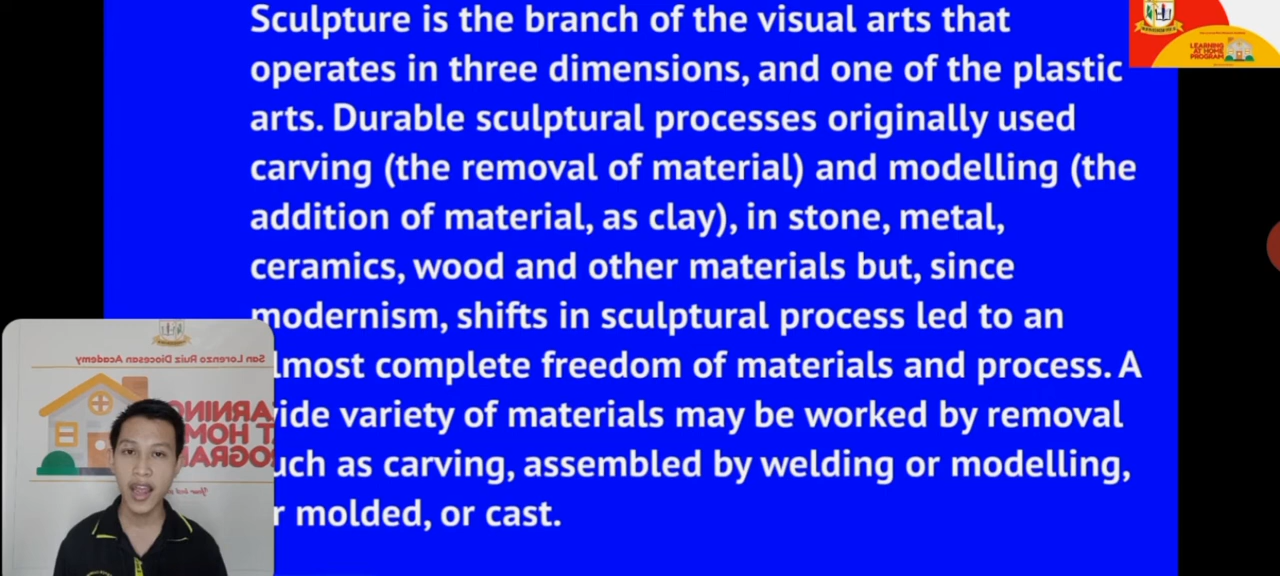 Sculpture is the branch of the visual arts that
operates in three dimensions, and one of the plastic
arts. Durable sculptural processes originally used
carving (the removal of material) and modelling (the
addition of material, as clay), in stone, metal,
ceramics, wood and other materials but, since
modernism, shifts in sculptural process led to an
lmost complete freedom of materials and process. A
ide variety of materials may be worked by removal
uch as carving, assembled by welding or modelling,
r molded, or cast.
LEARNING
AT HOME
PROGRAM
San Lorenzo Ruiz Diocesan Academy
ARNING
T HOM
ROGRA